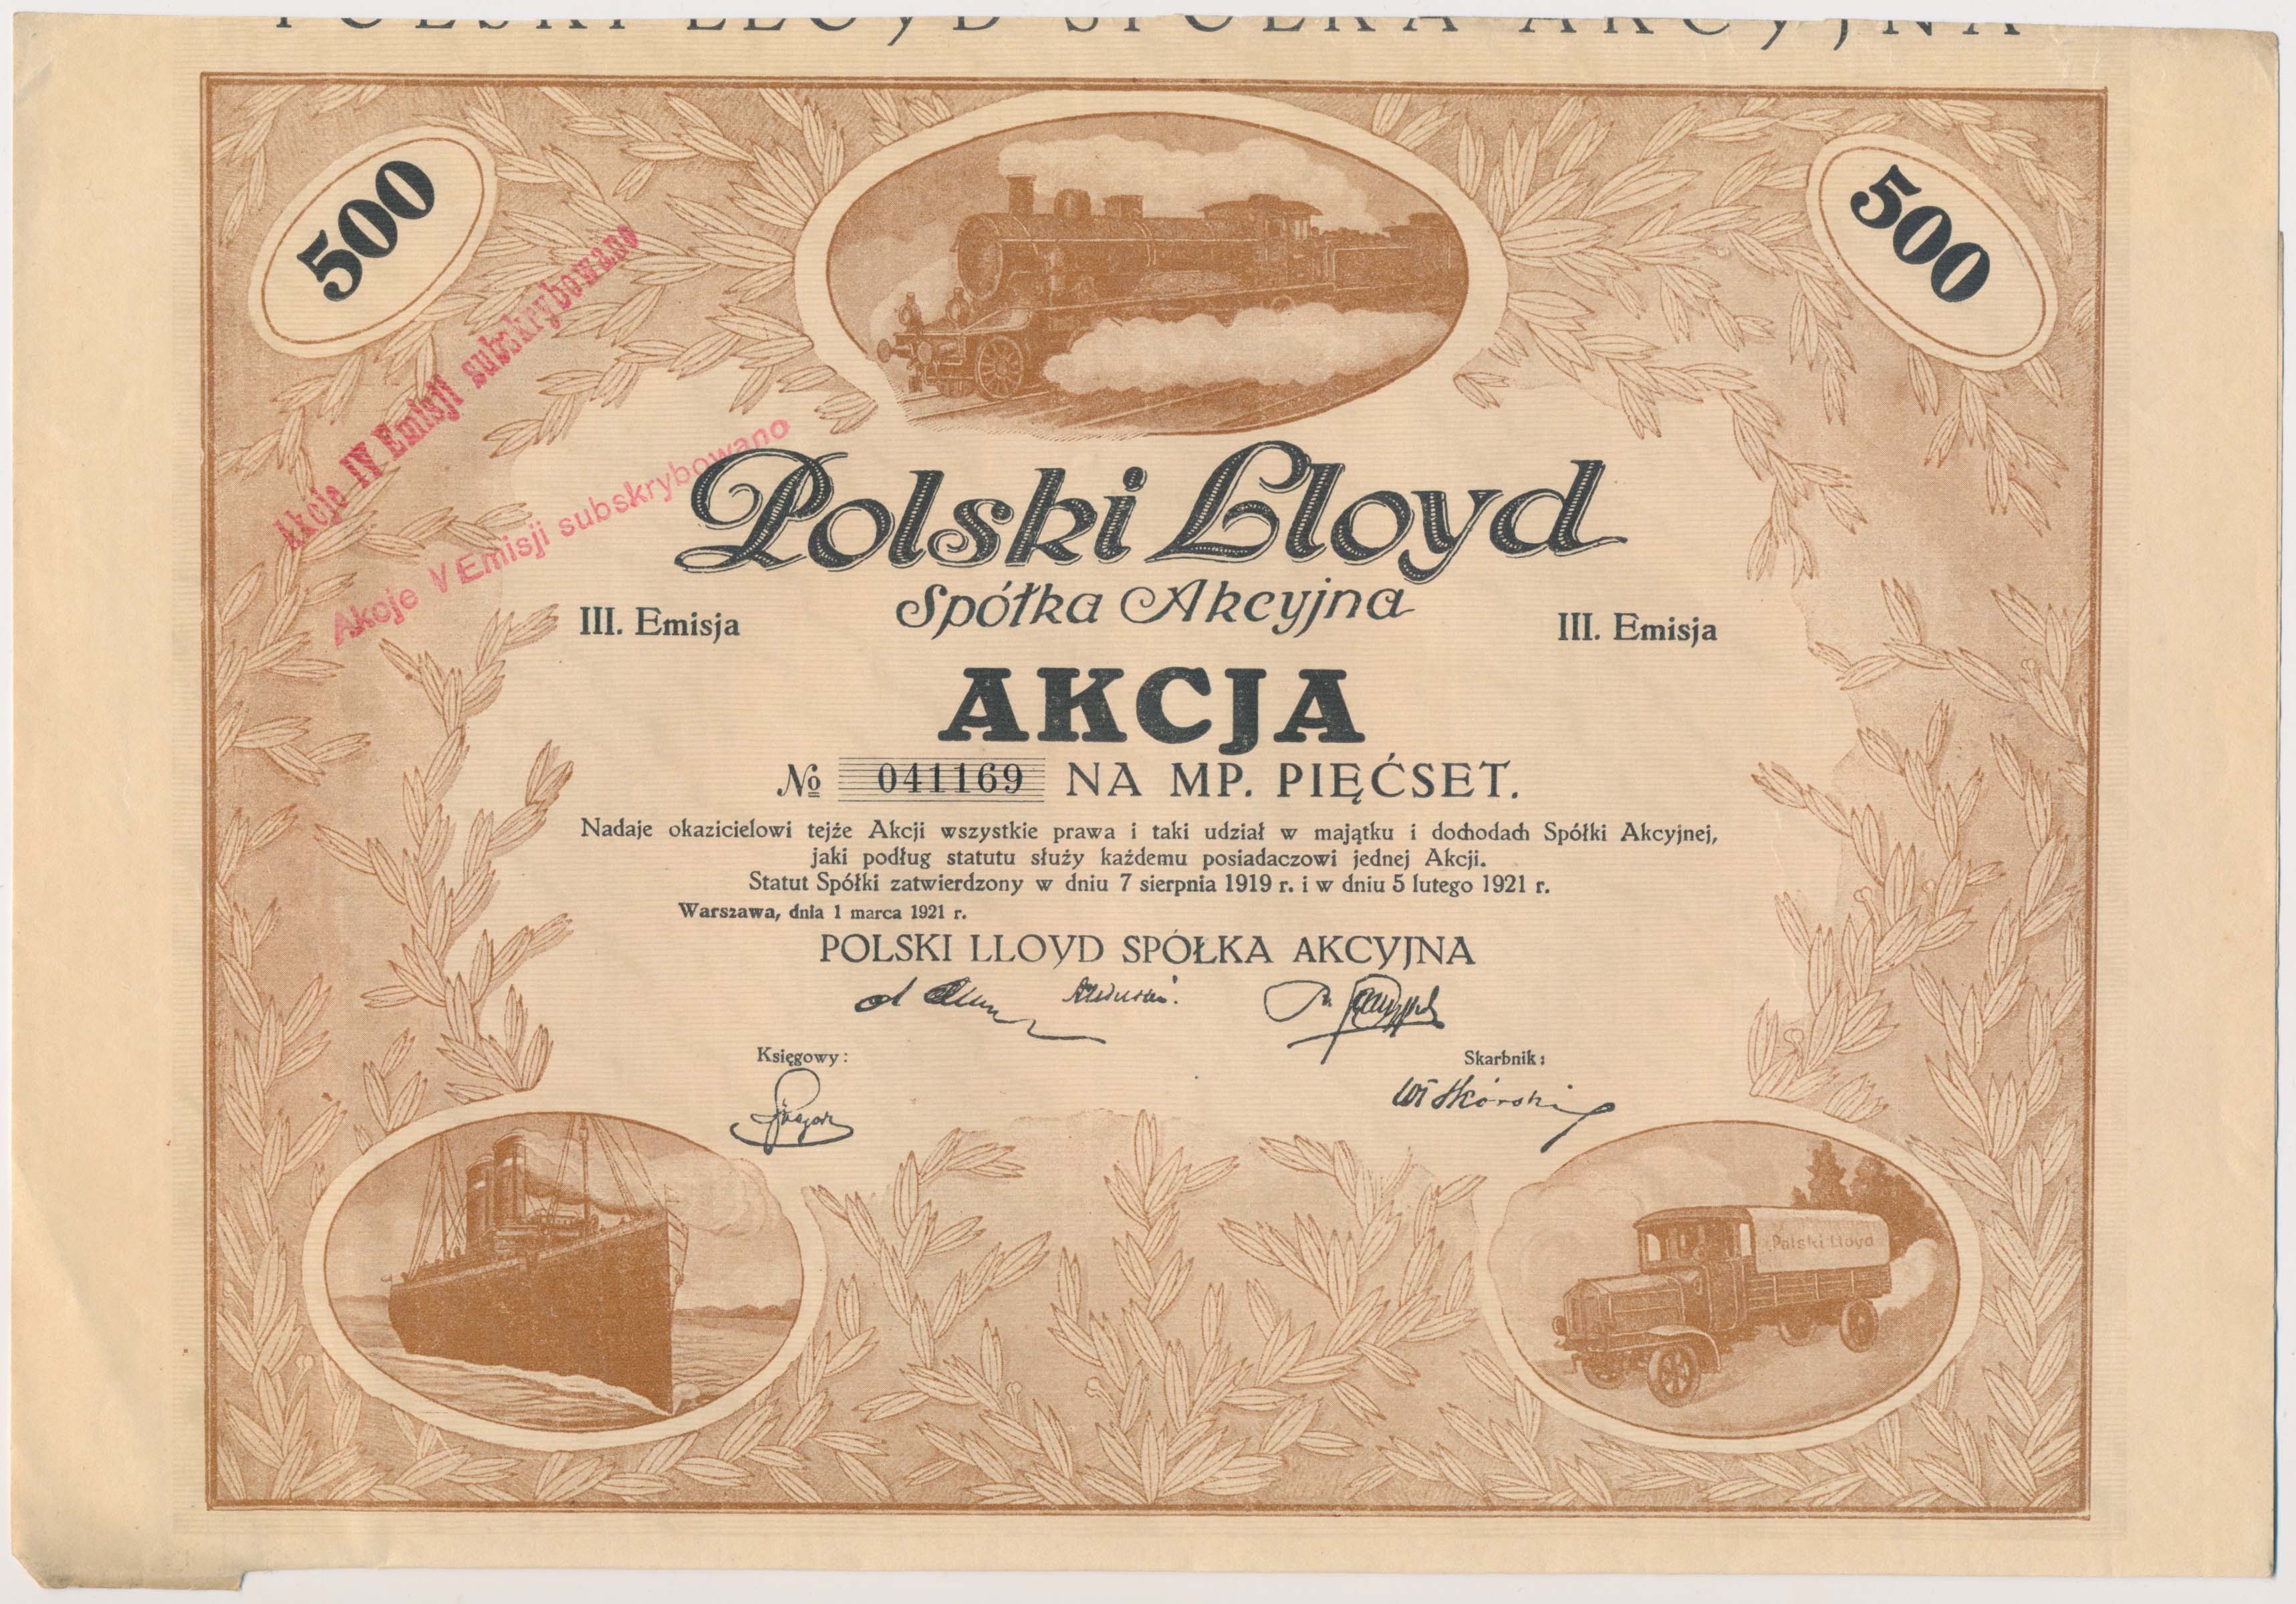 POLSKI LLOYD SPÓŁKA AKCYJNA
500
500
Akcje IV Emisji subskrybowano
Akcje V Emisji subskrybowano
Polski Lloyd
Spółka Akcyjna
III. Emisja
III. Emisja
AKCJA
№ 041169 NA MP. PIĘĆSET.
Nadaje okazicielowi tejże Akcji wszystkie prawa i taki udział w majątku i dochodach Spółki Akcyjnej,
jaki podług statutu służy każdemu posiadaczowi jednej Akcji.
Statut Spółki zatwierdzony w dniu 7 sierpnia 1919 r. i w dniu 5 lutego 1921 r.
Warszawa, dnia 1 marca 1921 r.
POLSKI LLOYD SPÓŁKA AKCYJNA
Księgowy:
Skarbnik:
Polski Lloyd